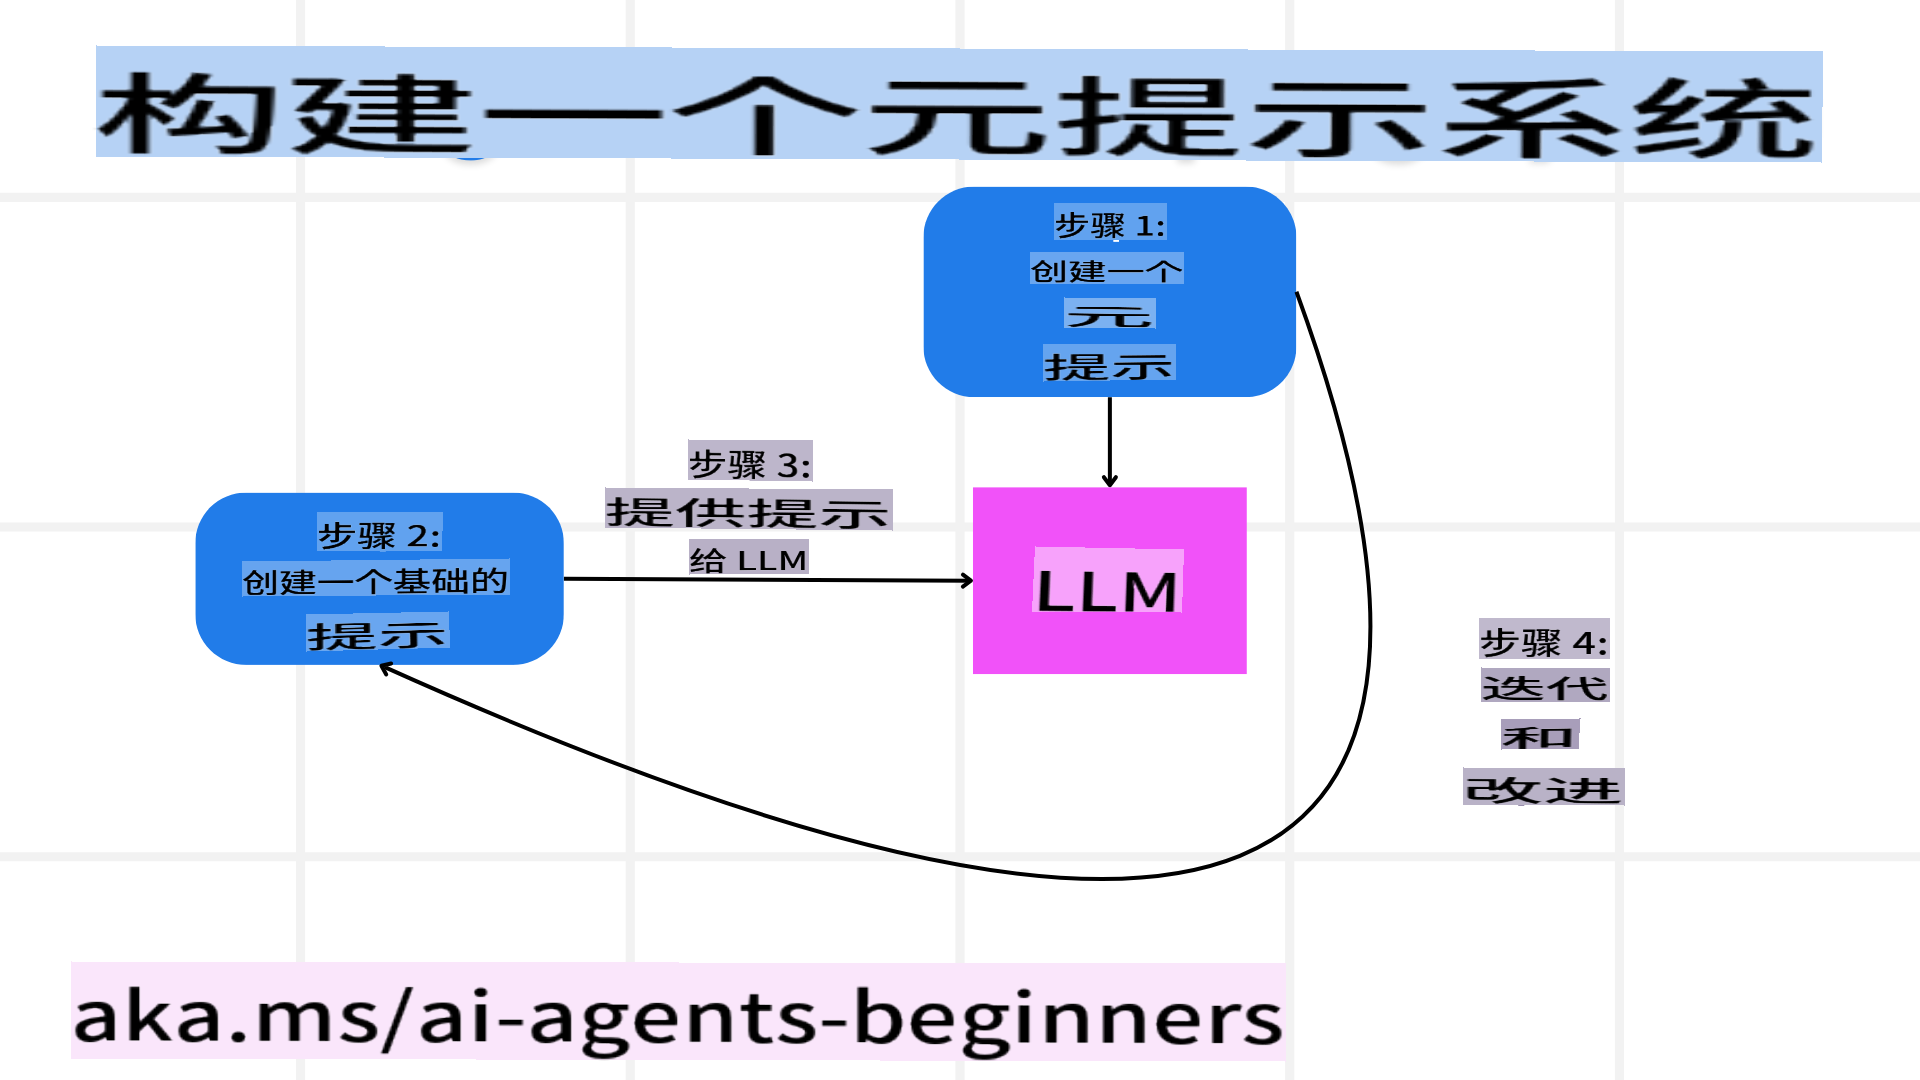 构建一个元提示系统
步骤 1:
创建一个
元
提示
步骤 3:
提供提示
给 LLM
步骤 2:
创建一个基础的
提示
LLM
步骤 4:
迭代
和
改进
aka.ms/ai-agents-beginners